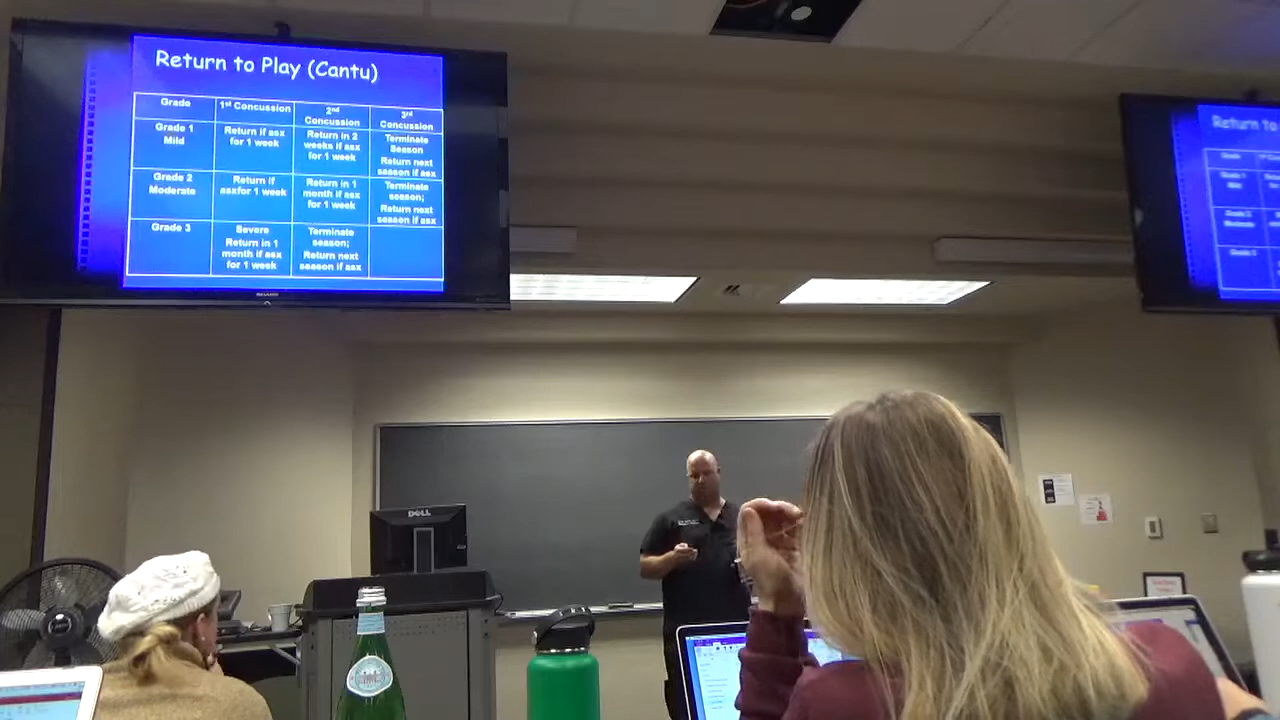 Return to Play (Cantu)
Grade
1st Concussion
2nd
Concussion
3rd
Concussion
Grade 1
Mild
Return if asx
for 1 week
Return in 2
weeks if asx
for 1 week
Terminate
Season
Return next
season if asx
Grade 2
Moderate
Return if
asxfor 1 week
Return in 1
month if asx
for 1 week
Terminate
season;
Return next
season if asx
Grade 3
Severe
Return in 1
month if asx
for 1 week
Terminate
season;
Return next
season if asx
SHARP
Return to
DELL